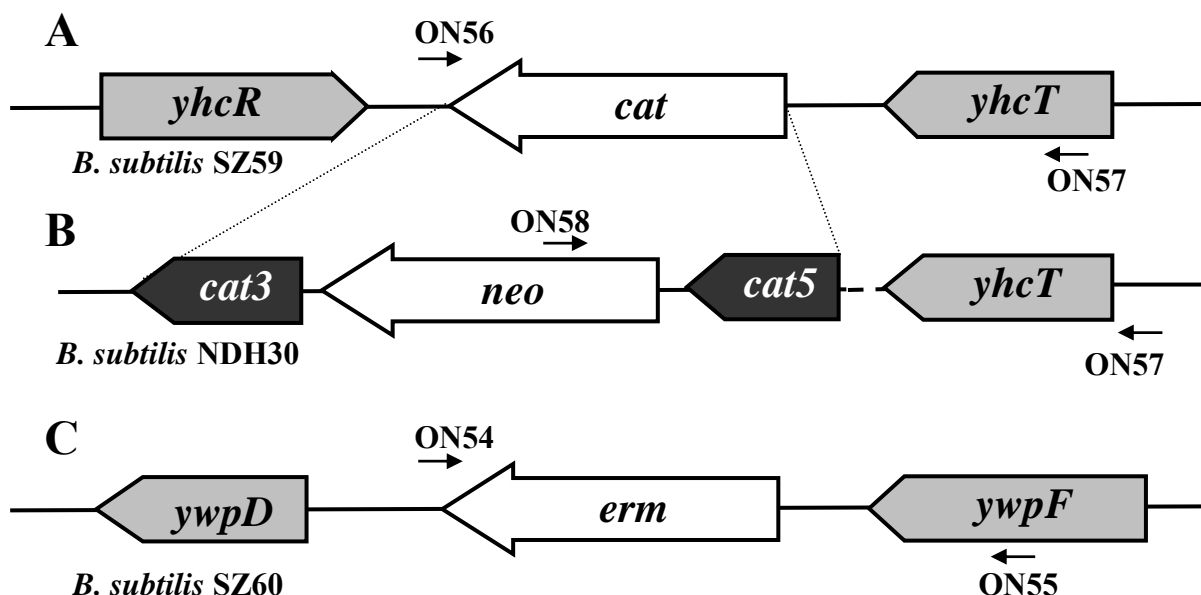 A
ON56
yhcR
cat
yhcT
B. subtilis SZ59
ON57
B
ON58
cat3
neo
cat5
yhcT
B. subtilis NDH30
ON57
C
ON54
ywpD
erm
ywpF
B. subtilis SZ60
ON55